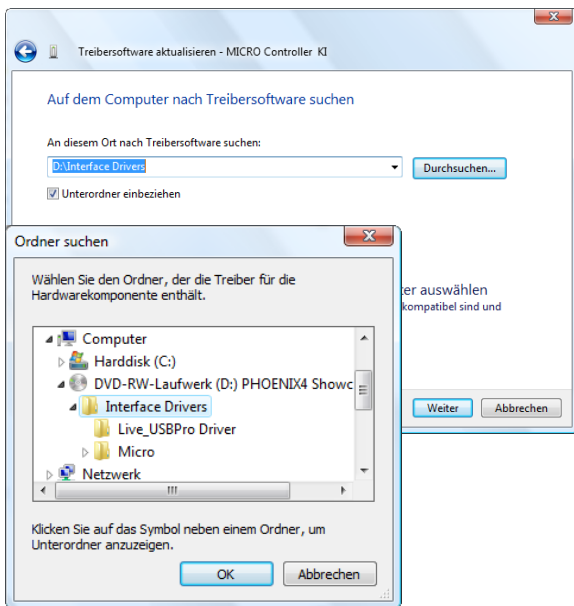 Treibersoftware aktualisieren - MICRO Controller KI
Auf dem Computer nach Treibersoftware suchen
An diesem Ort nach Treibersoftware suchen:
D:\Interface Drivers
Durchsuchen...
Unterordner einbeziehen
er auswählen
kompatibel sind und
Weiter
Abbrechen
Ordner suchen
Wählen Sie den Ordner, der die Treiber für die
Hardwarekomponente enthält.
Computer
Harddisk (C:)
DVD-RW-Laufwerk (D:) PHOENIX4 Showc
Interface Drivers
Live_USBPro Driver
Micro
Netzwerk
Klicken Sie auf das Symbol neben einem Ordner, um
Unterordner anzuzeigen.
OK
Abbrechen